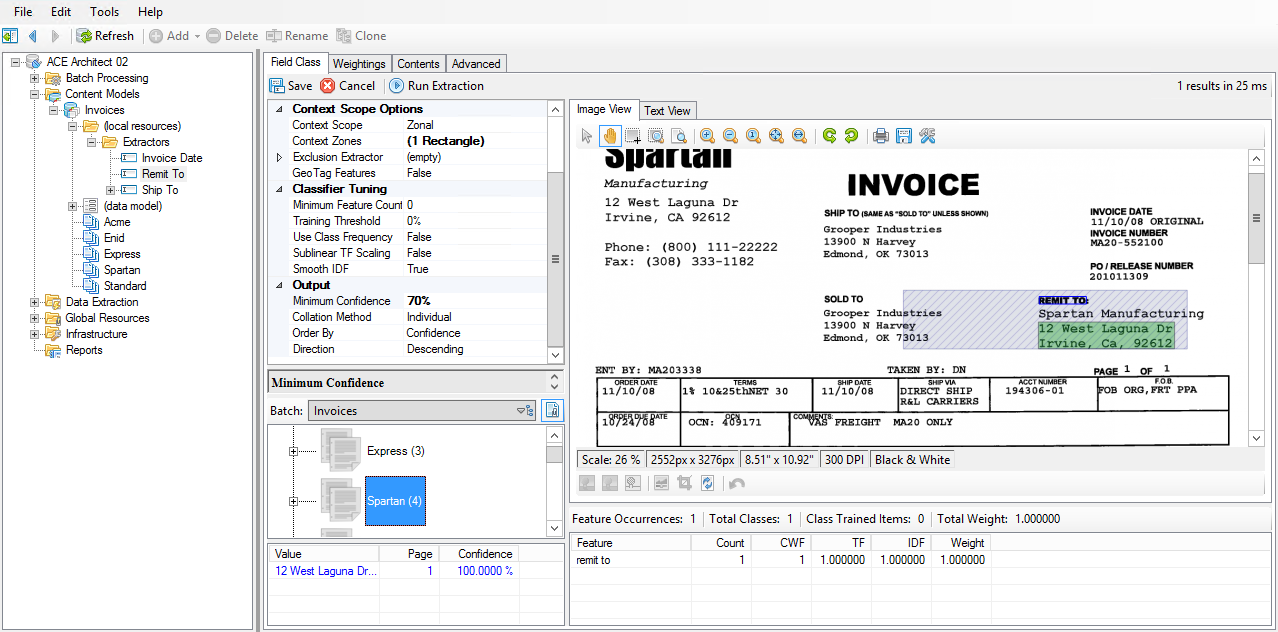 File Edit Tools Help
Refresh Add Delete Rename Clone
ACE Architect 02
Batch Processing
Content Models
Invoices
(local resources)
Extractors
Invoice Date
Remit To
Ship To
(data model)
Acme
Enid
Express
Spartan
Standard
Data Extraction
Global Resources
Infrastructure
Reports
Field Class Weightings Contents Advanced
Save Cancel Run Extraction 1 results in 25 ms
Context Scope Options
Context Scope Zonal
Context Zones (1 Rectangle)
Exclusion Extractor (empty)
GeoTag Features False
Classifier Tuning
Minimum Feature Count 0
Training Threshold 0%
Use Class Frequency False
Sublinear TF Scaling False
Smooth IDF True
Output
Minimum Confidence 70%
Collation Method Individual
Order By Confidence
Direction Descending
Minimum Confidence
Batch: Invoices
Express (3)
Spartan (4)
Value Page Confidence
12 West Laguna Dr... 1 100.0000 %
Image View Text View
Spartan
Manufacturing
12 West Laguna Dr
Irvine, CA 92612
Phone: (800) 111-22222
Fax: (308) 333-1182
INVOICE
SHIP TO (SAME AS "SOLD TO" UNLESS SHOWN)
Grooper Industries
13900 N Harvey
Edmond, OK 73013
INVOICE DATE
11/10/08 ORIGINAL
INVOICE NUMBER
MA20-552100
PO / RELEASE NUMBER
201011309
SOLD TO
Grooper Industries
13900 N Harvey
Edmond, OK 73013
REMIT TO:
Spartan Manufacturing
12 West Laguna Dr
Irvine, Ca, 92612
ENT BY: MA203338 TAKEN BY: DN PAGE 1 OF 1
ORDER DATE TERMS SHIP DATE SHIP VIA ACCT NUMBER F.O.B.
11/10/08 1% 10&25thNET 30 11/10/08 DIRECT SHIP 194306-01 FOB ORG,FRT PPA
R&L CARRIERS
ORDER DUE DATE OCN COMMENTS:
10/24/08 OCN: 409171 VAS FREIGHT MA20 ONLY
Scale: 26 % 2552px x 3276px 8.51" x 10.92" 300 DPI Black & White
Feature Occurrences: 1 Total Classes: 1 Class Trained Items: 0 Total Weight: 1.000000
Feature Count CWF TF IDF Weight
remit to 1 1 1.000000 1.000000 1.000000